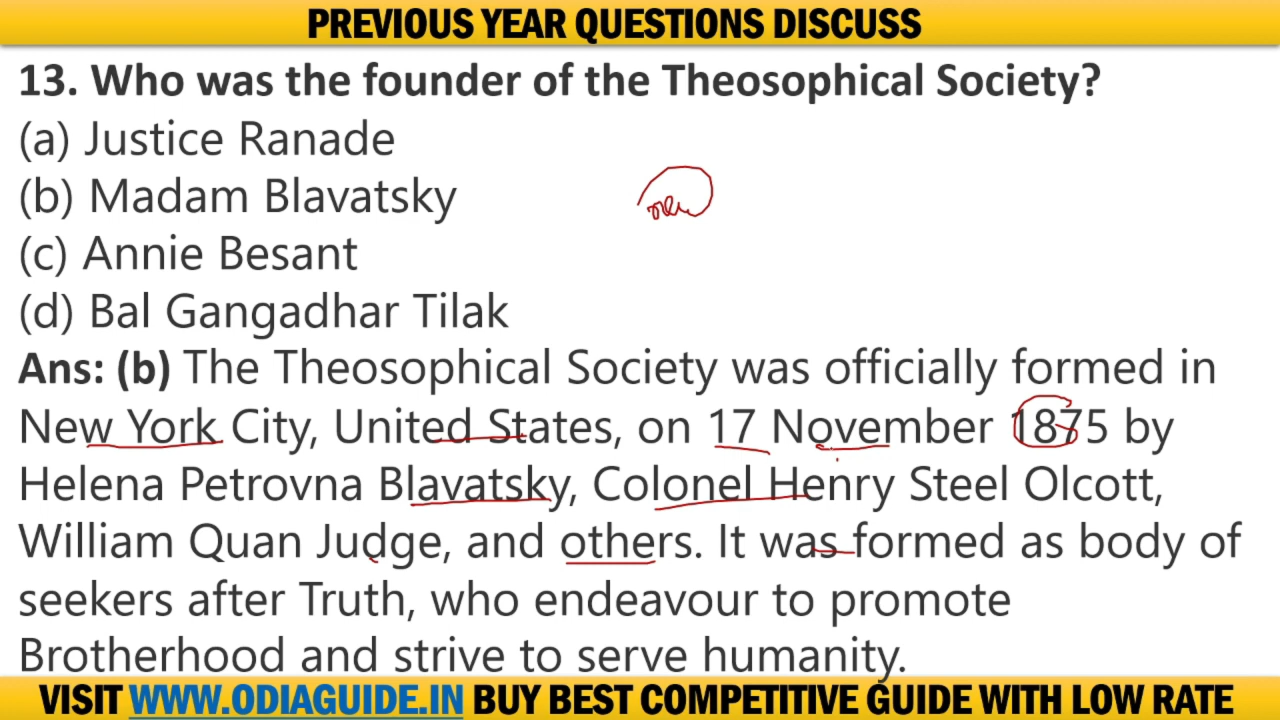 PREVIOUS YEAR QUESTIONS DISCUSS
13. Who was the founder of the Theosophical Society?
(a) Justice Ranade
(b) Madam Blavatsky
(c) Annie Besant
(d) Bal Gangadhar Tilak
Ans: (b) The Theosophical Society was officially formed in
New York City, United States, on 17 November 1875 by
Helena Petrovna Blavatsky, Colonel Henry Steel Olcott,
William Quan Judge, and others. It was formed as body of
seekers after Truth, who endeavour to promote
Brotherhood and strive to serve humanity.
VISIT WWW.ODIAGUIDE.IN BUY BEST COMPETITIVE GUIDE WITH LOW RATE